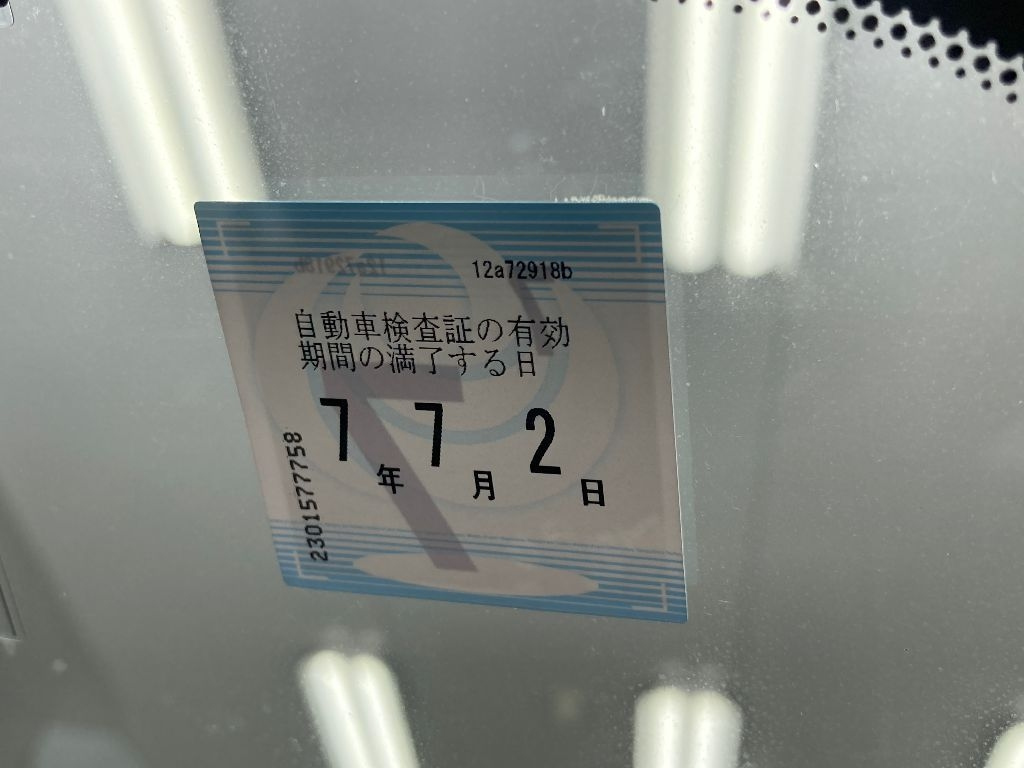 12a72918b
自動車検査証の有効
期間の満了する日
7年7月2日
2301577758